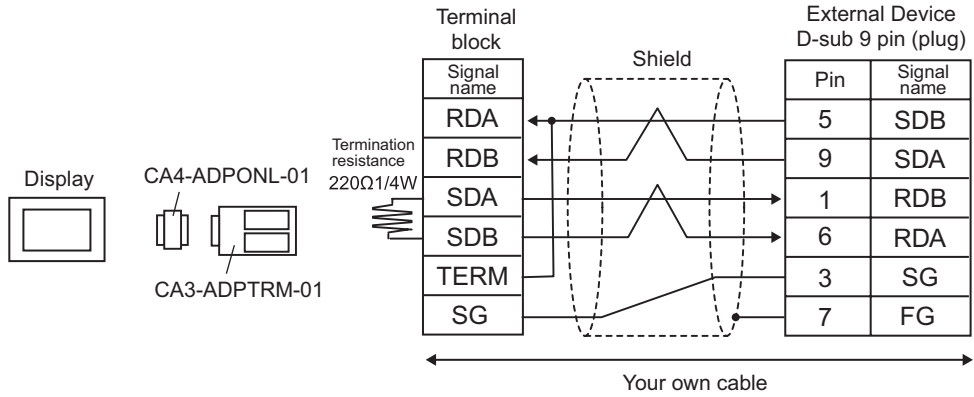 Terminal
block
External Device
D-sub 9 pin (plug)
Shield
Signal
name
Pin
Signal
name
RDA
5
SDB
RDB
9
SDA
Termination
resistance
220Ω1/4W
SDA
1
RDB
SDB
6
RDA
TERM
3
SG
SG
7
FG
Display
CA4-ADPONL-01
CA3-ADPTRM-01
Your own cable